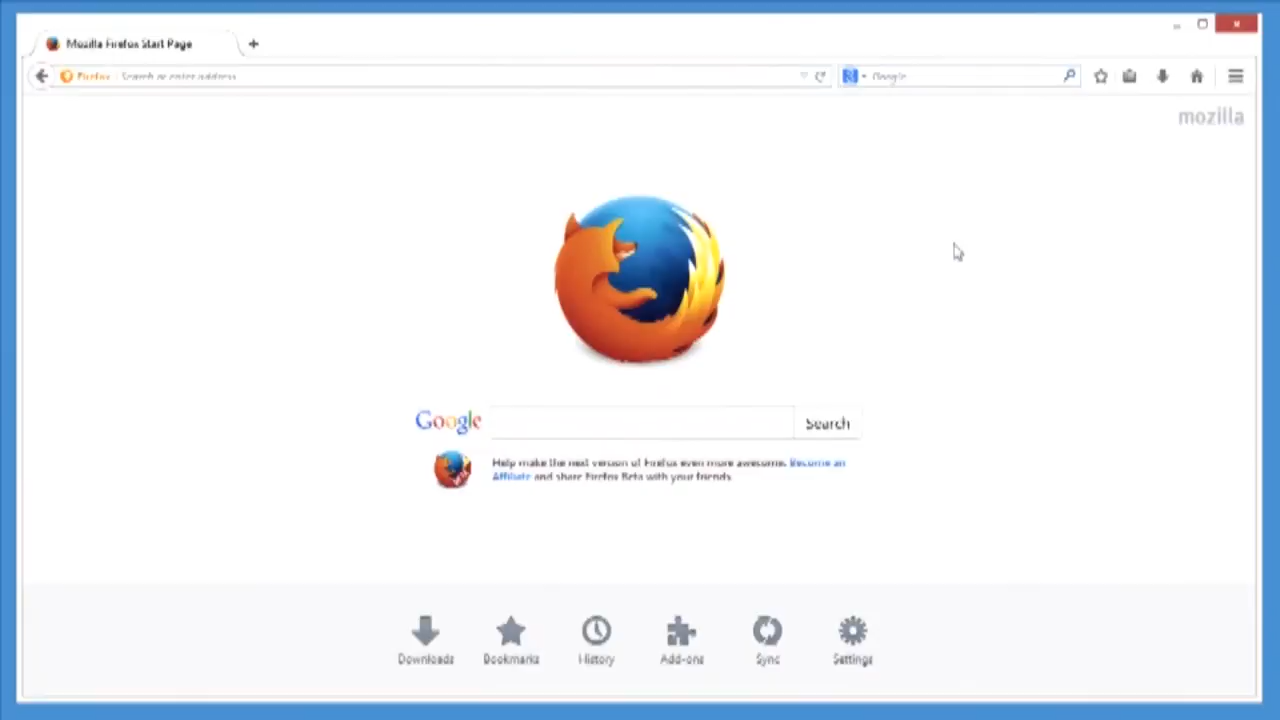 Mozilla Firefox Start Page
Firefox Search or enter address
Google
mozilla
Google
Search
Help make the next version of Firefox even more awesome. Become an
Affiliate and share Firefox Beta with your friends.
Downloads
Bookmarks
History
Add-ons
Sync
Settings